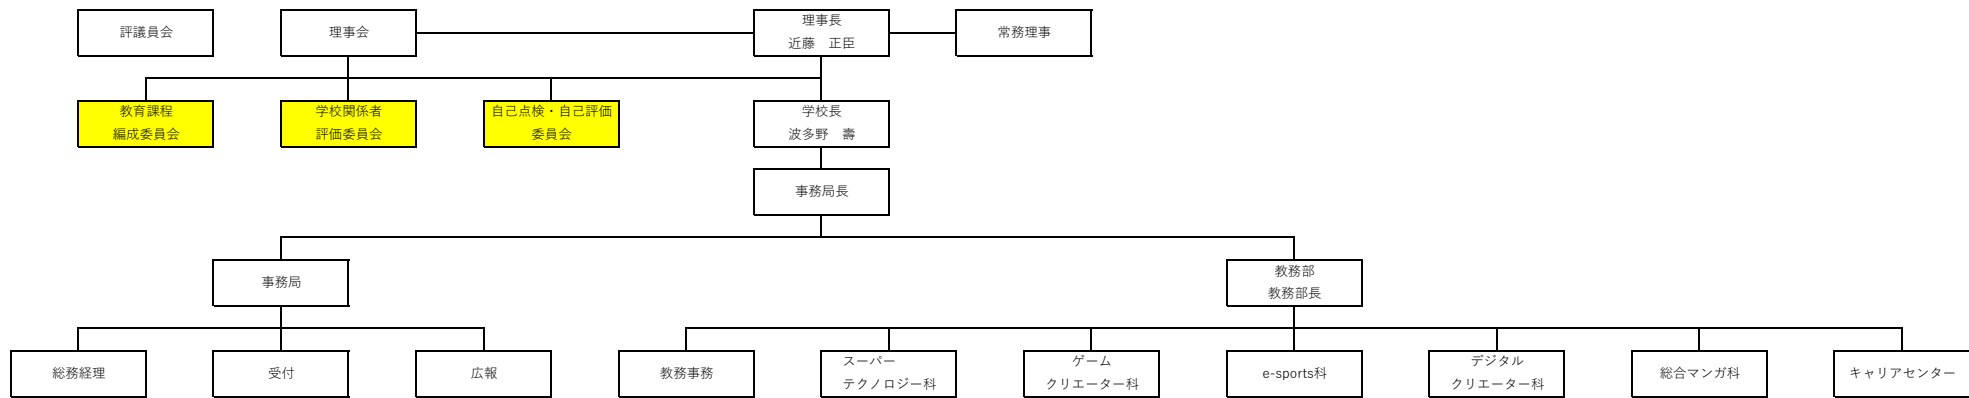 評議員会
理事会
理事長
近藤　正臣
常務理事
教育課程
編成委員会
学校関係者
評価委員会
自己点検・自己評価
委員会
学校長
波多野　壽
事務局長
事務局
教務部
教務部長
総務経理
受付
広報
教務事務
スーパー
テクノロジー科
ゲーム
クリエーター科
e-sports科
デジタル
クリエーター科
総合マンガ科
キャリアセンター